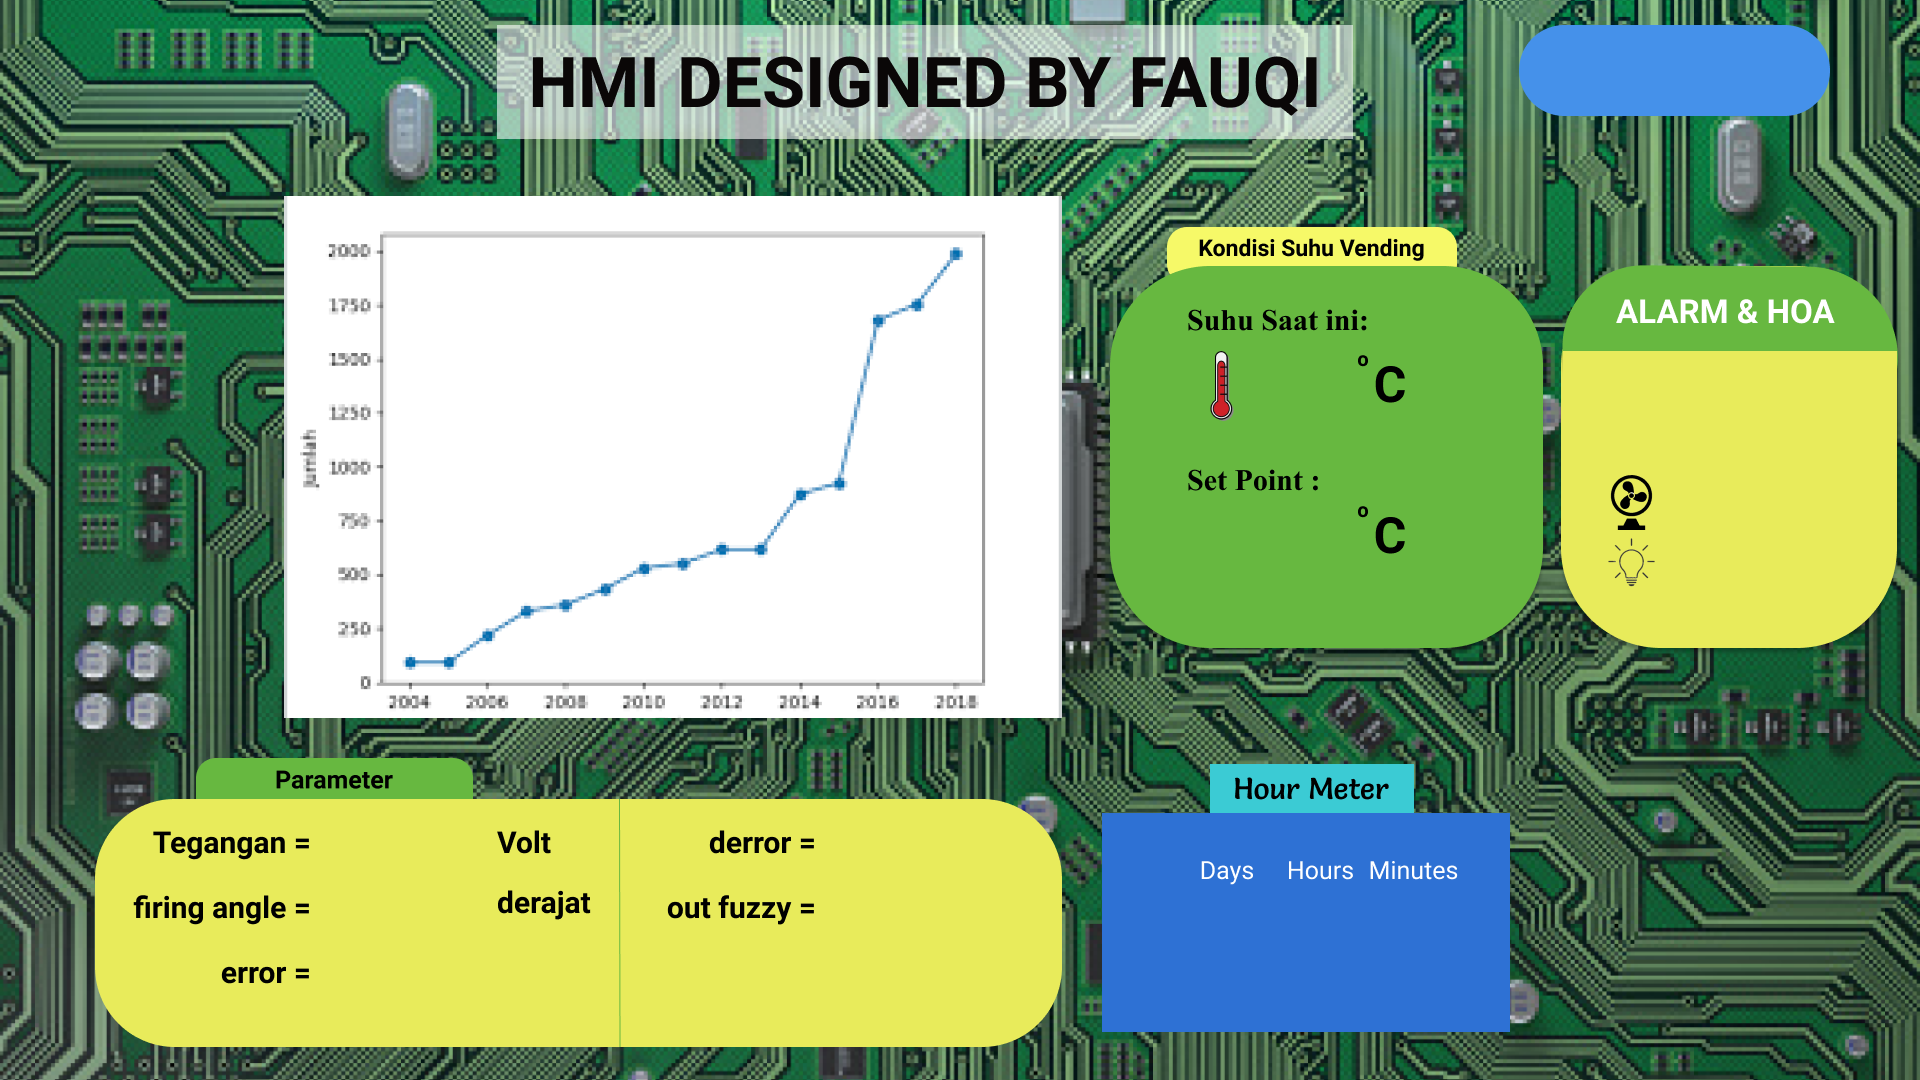 HMI DESIGNED BY FAUQI
2000
1750
1500
1250
1000
750
500
250
0
Jumlah
2004 2006 2008 2010 2012 2014 2016 2018
Kondisi Suhu Vending
Suhu Saat ini:
°C
Set Point :
°C
ALARM & HOA
Parameter
Tegangan = Volt
firing angle = derajat
error =
derror =
out fuzzy =
Hour Meter
Days Hours Minutes